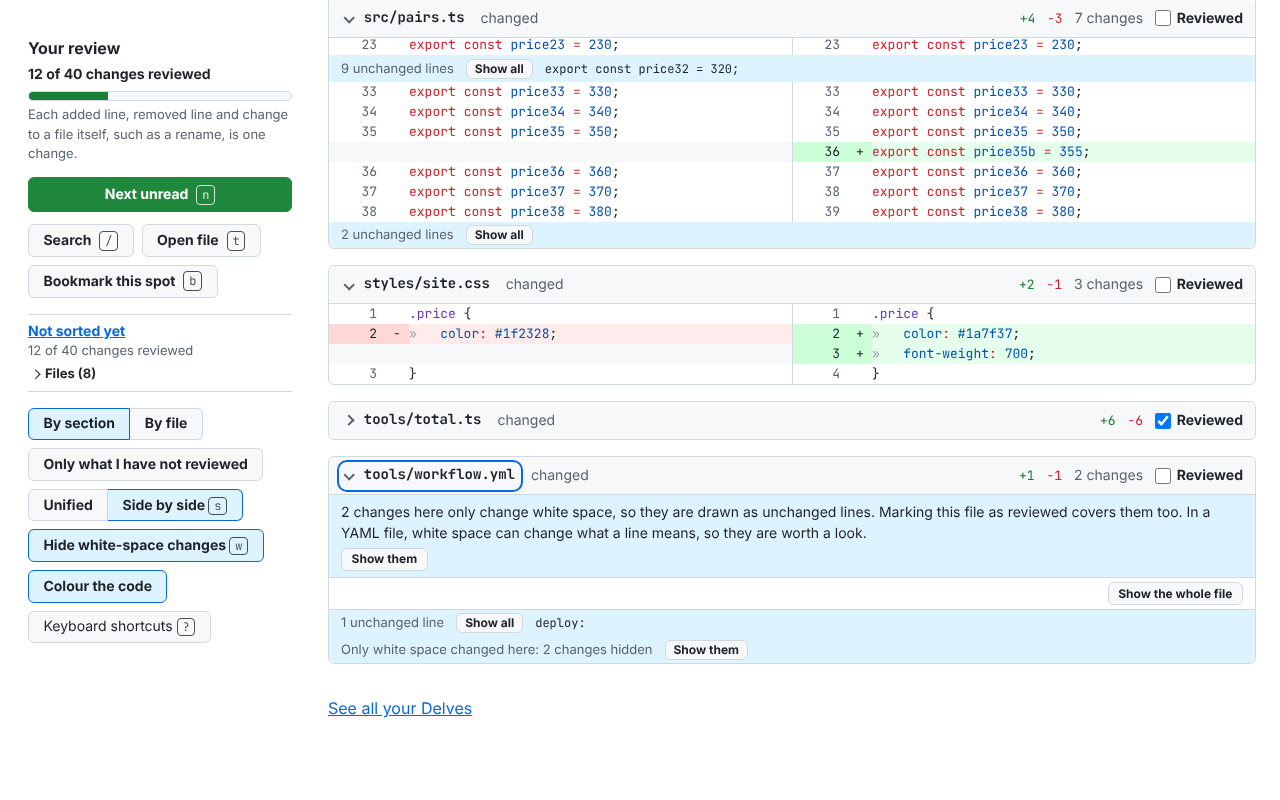 Your review
12 of 40 changes reviewed
Each added line, removed line and change
to a file itself, such as a rename, is one
change.
Next unread n
Search / Open file t
Bookmark this spot b
Not sorted yet
12 of 40 changes reviewed
Files (8)
By section By file
Only what I have not reviewed
Unified Side by side s
Hide white-space changes w
Colour the code
Keyboard shortcuts ?
src/pairs.ts changed +4 -3 7 changes Reviewed
23 export const price23 = 230; 23 export const price23 = 230;
9 unchanged lines Show all export const price32 = 320;
33 export const price33 = 330; 33 export const price33 = 330;
34 export const price34 = 340; 34 export const price34 = 340;
35 export const price35 = 350; 35 export const price35 = 350;
36 + export const price35b = 355;
36 export const price36 = 360; 37 export const price36 = 360;
37 export const price37 = 370; 38 export const price37 = 370;
38 export const price38 = 380; 39 export const price38 = 380;
2 unchanged lines Show all
styles/site.css changed +2 -1 3 changes Reviewed
1 .price { 1 .price {
2 - » color: #1f2328; 2 + » color: #1a7f37;
3 + » font-weight: 700;
3 } 4 }
tools/total.ts changed +6 -6 Reviewed
tools/workflow.yml changed +1 -1 2 changes Reviewed
2 changes here only change white space, so they are drawn as unchanged lines. Marking this file as reviewed covers them too. In a
YAML file, white space can change what a line means, so they are worth a look.
Show them
Show the whole file
1 unchanged line Show all deploy:
Only white space changed here: 2 changes hidden Show them
See all your Delves